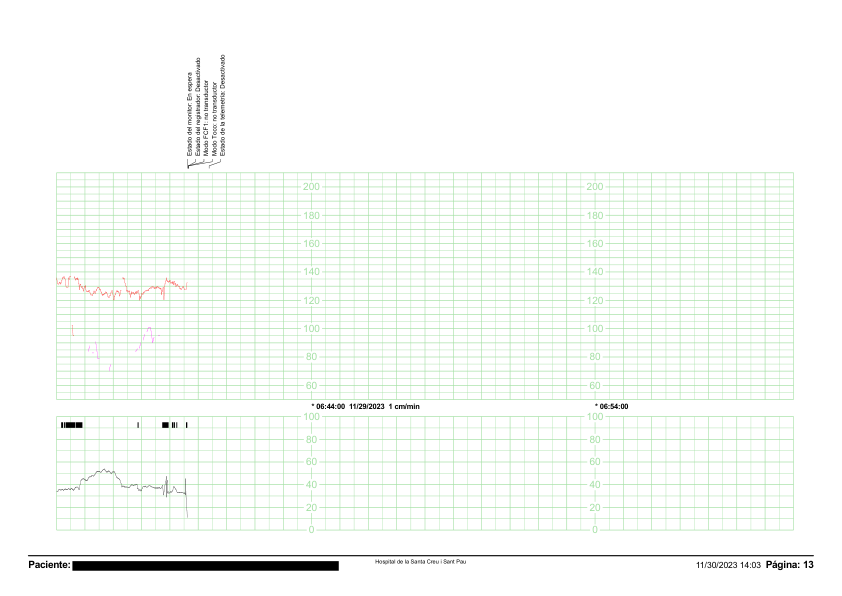 Estado del monitor: En espera
Estado del registrador: Desactivado
Modo FCF1: no transductor
Modo Toco: no transductor
Estado de la telemetría: Desactivado
200 200
180 180
160 160
140 140
120 120
100 100
80 80
60 60
* 06:44:00 11/29/2023 1 cm/min * 06:54:00
100 100
80 80
60 60
40 40
20 20
0 0
Paciente: Hospital de la Santa Creu i Sant Pau 11/30/2023 14:03 Página: 13